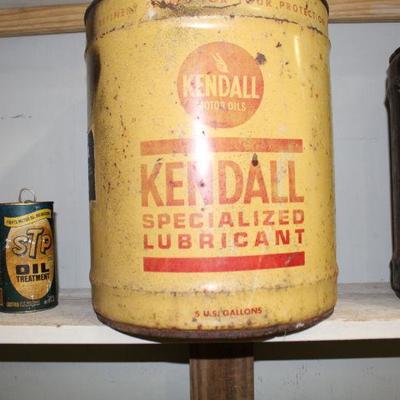 KENDALL
MOTOR OILS
KENDALL
SPECIALIZED
LUBRICANT
5 U.S. GALLONS
STP
OIL
TREATMENT